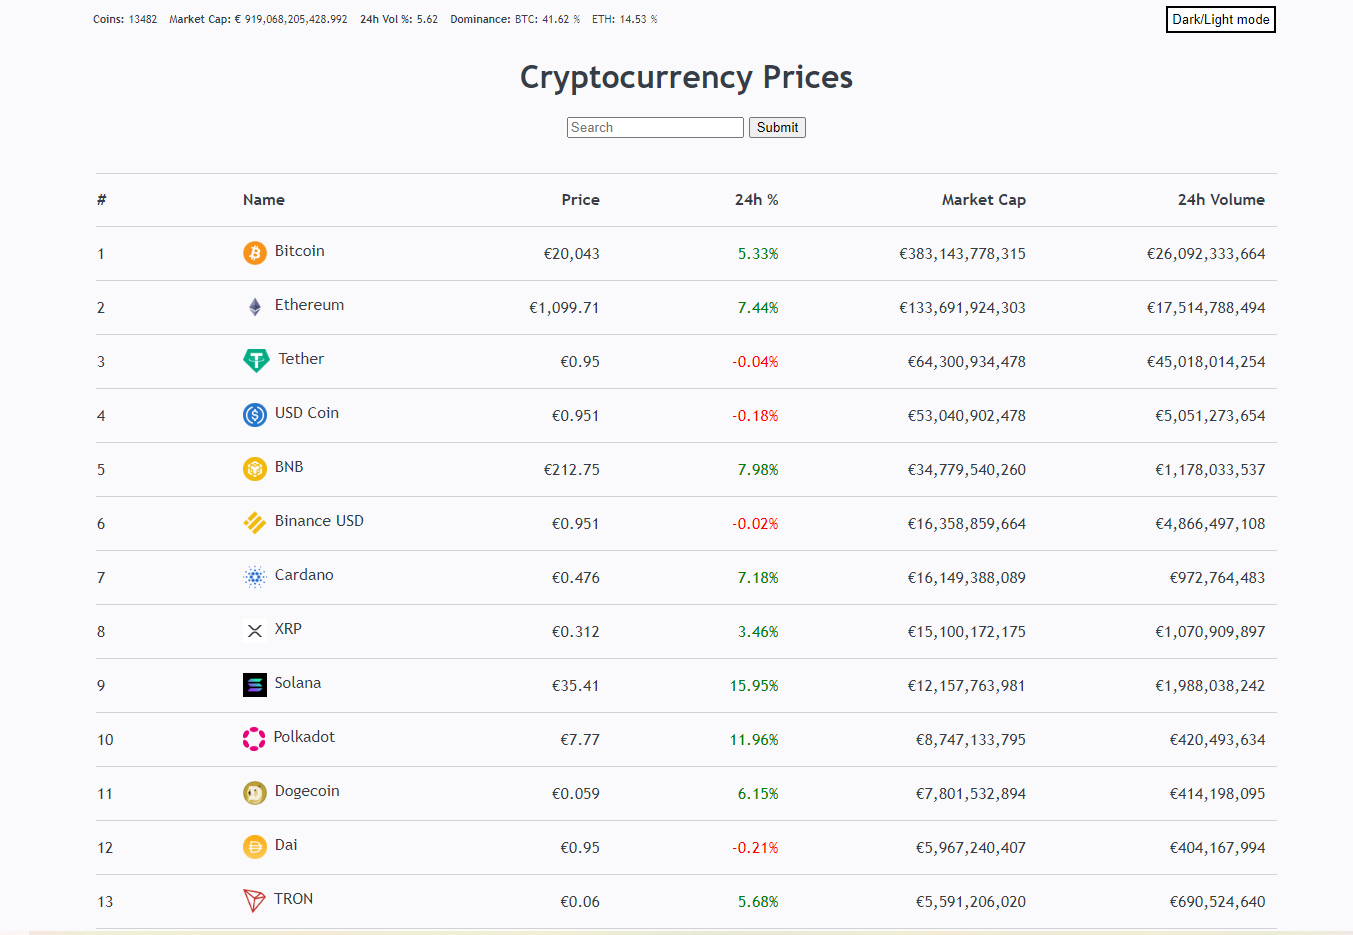 Coins: 13482 Market Cap: € 919,068,205,428.992 24h Vol %: 5.62 Dominance: BTC: 41.62 % ETH: 14.53 % Dark/Light mode
Cryptocurrency Prices
Search Submit
# Name Price 24h % Market Cap 24h Volume
1 Bitcoin €20,043 5.33% €383,143,778,315 €26,092,333,664
2 Ethereum €1,099.71 7.44% €133,691,924,303 €17,514,788,494
3 Tether €0.95 -0.04% €64,300,934,478 €45,018,014,254
4 USD Coin €0.951 -0.18% €53,040,902,478 €5,051,273,654
5 BNB €212.75 7.98% €34,779,540,260 €1,178,033,537
6 Binance USD €0.951 -0.02% €16,358,859,664 €4,866,497,108
7 Cardano €0.476 7.18% €16,149,388,089 €972,764,483
8 XRP €0.312 3.46% €15,100,172,175 €1,070,909,897
9 Solana €35.41 15.95% €12,157,763,981 €1,988,038,242
10 Polkadot €7.77 11.96% €8,747,133,795 €420,493,634
11 Dogecoin €0.059 6.15% €7,801,532,894 €414,198,095
12 Dai €0.95 -0.21% €5,967,240,407 €404,167,994
13 TRON €0.06 5.68% €5,591,206,020 €690,524,640